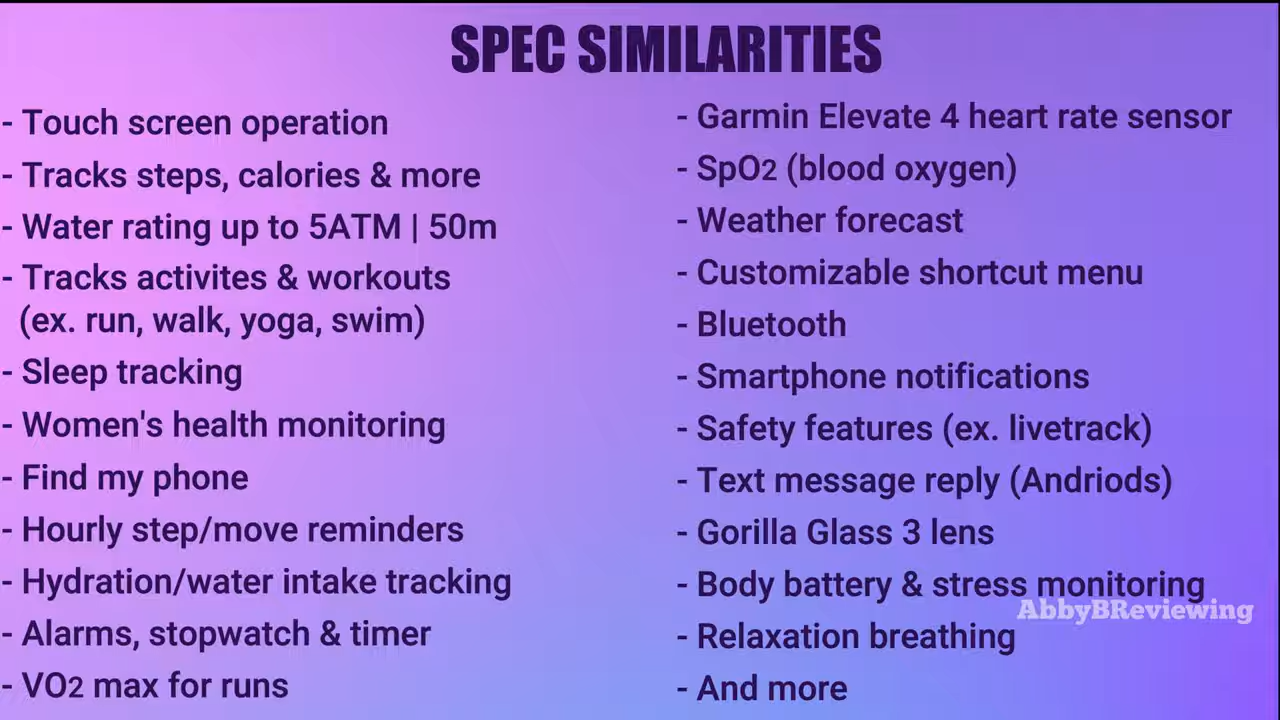 SPEC SIMILARITIES
- Touch screen operation
- Tracks steps, calories & more
- Water rating up to 5ATM | 50m
- Tracks activites & workouts
(ex. run, walk, yoga, swim)
- Sleep tracking
- Women's health monitoring
- Find my phone
- Hourly step/move reminders
- Hydration/water intake tracking
- Alarms, stopwatch & timer
- VO2 max for runs
- Garmin Elevate 4 heart rate sensor
- SpO2 (blood oxygen)
- Weather forecast
- Customizable shortcut menu
- Bluetooth
- Smartphone notifications
- Safety features (ex. livetrack)
- Text message reply (Andriods)
- Gorilla Glass 3 lens
- Body battery & stress monitoring
AbbyBReviewing
- Relaxation breathing
- And more